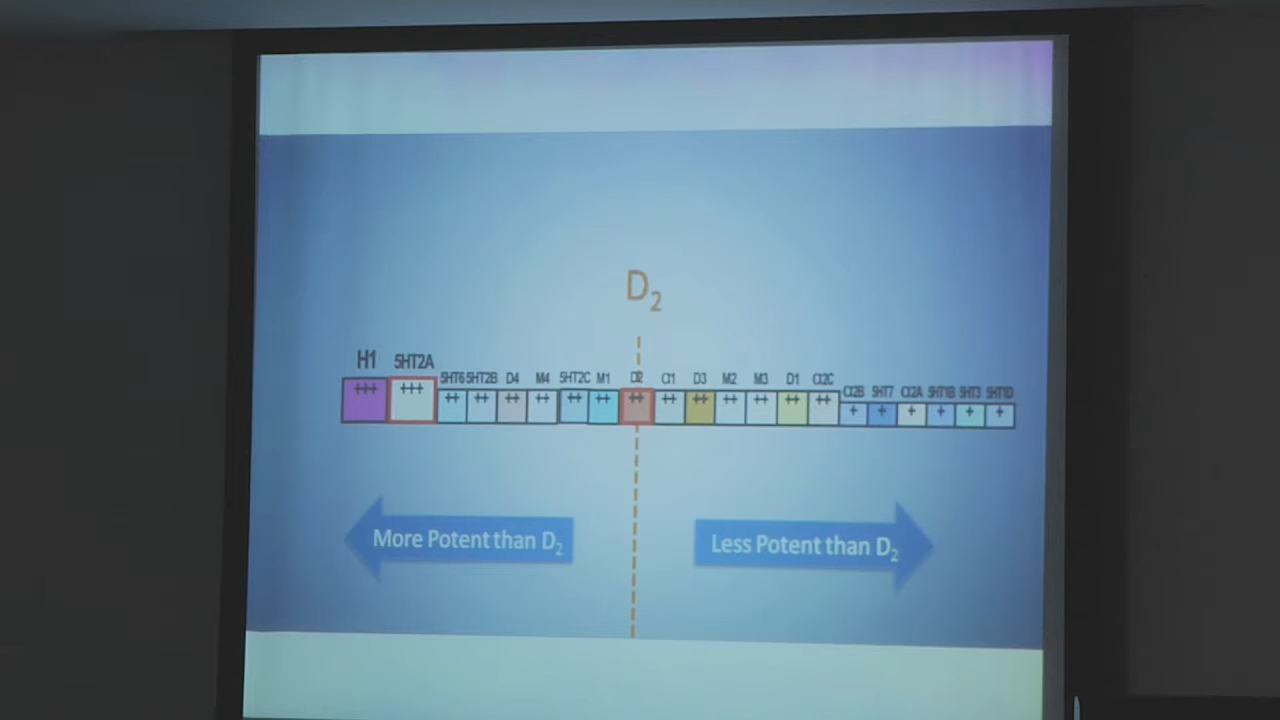 D2
H1 5HT2A 5HT6 5HT2B D4 M4 5HT2C M1 D2 α1 D3 M2 M3 D1 α2C α2B 5HT7 α2A 5HT1B 5HT3 5HT1D
+++ +++ ++ ++ ++ ++ ++ ++ ++ ++ ++ ++ ++ ++ ++ + + + + + +
More Potent than D2
Less Potent than D2